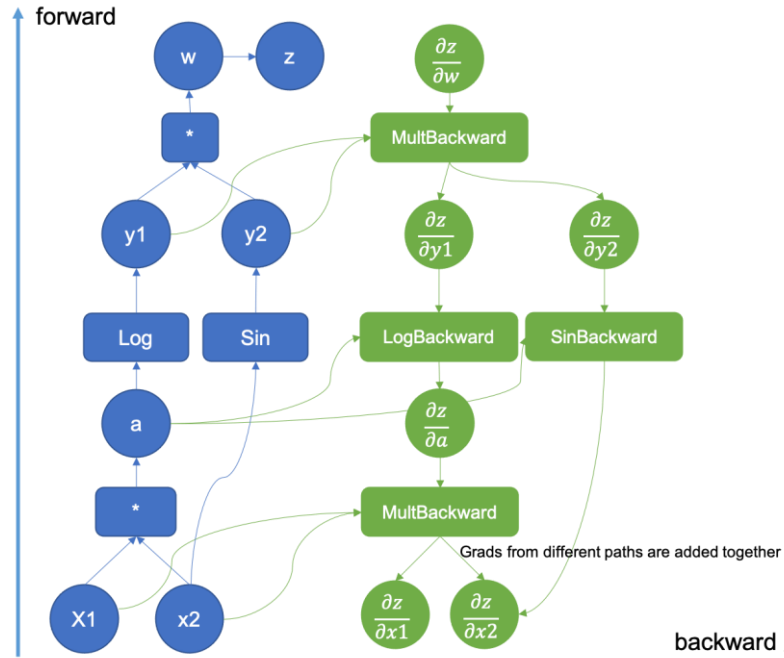 forward
w
z
∂z
∂w
*
MultBackward
y1
y2
∂z
∂y1
∂z
∂y2
Log
Sin
LogBackward
SinBackward
a
∂z
∂a
*
MultBackward
Grads from different paths are added together
X1
x2
∂z
∂x1
∂z
∂x2
backward